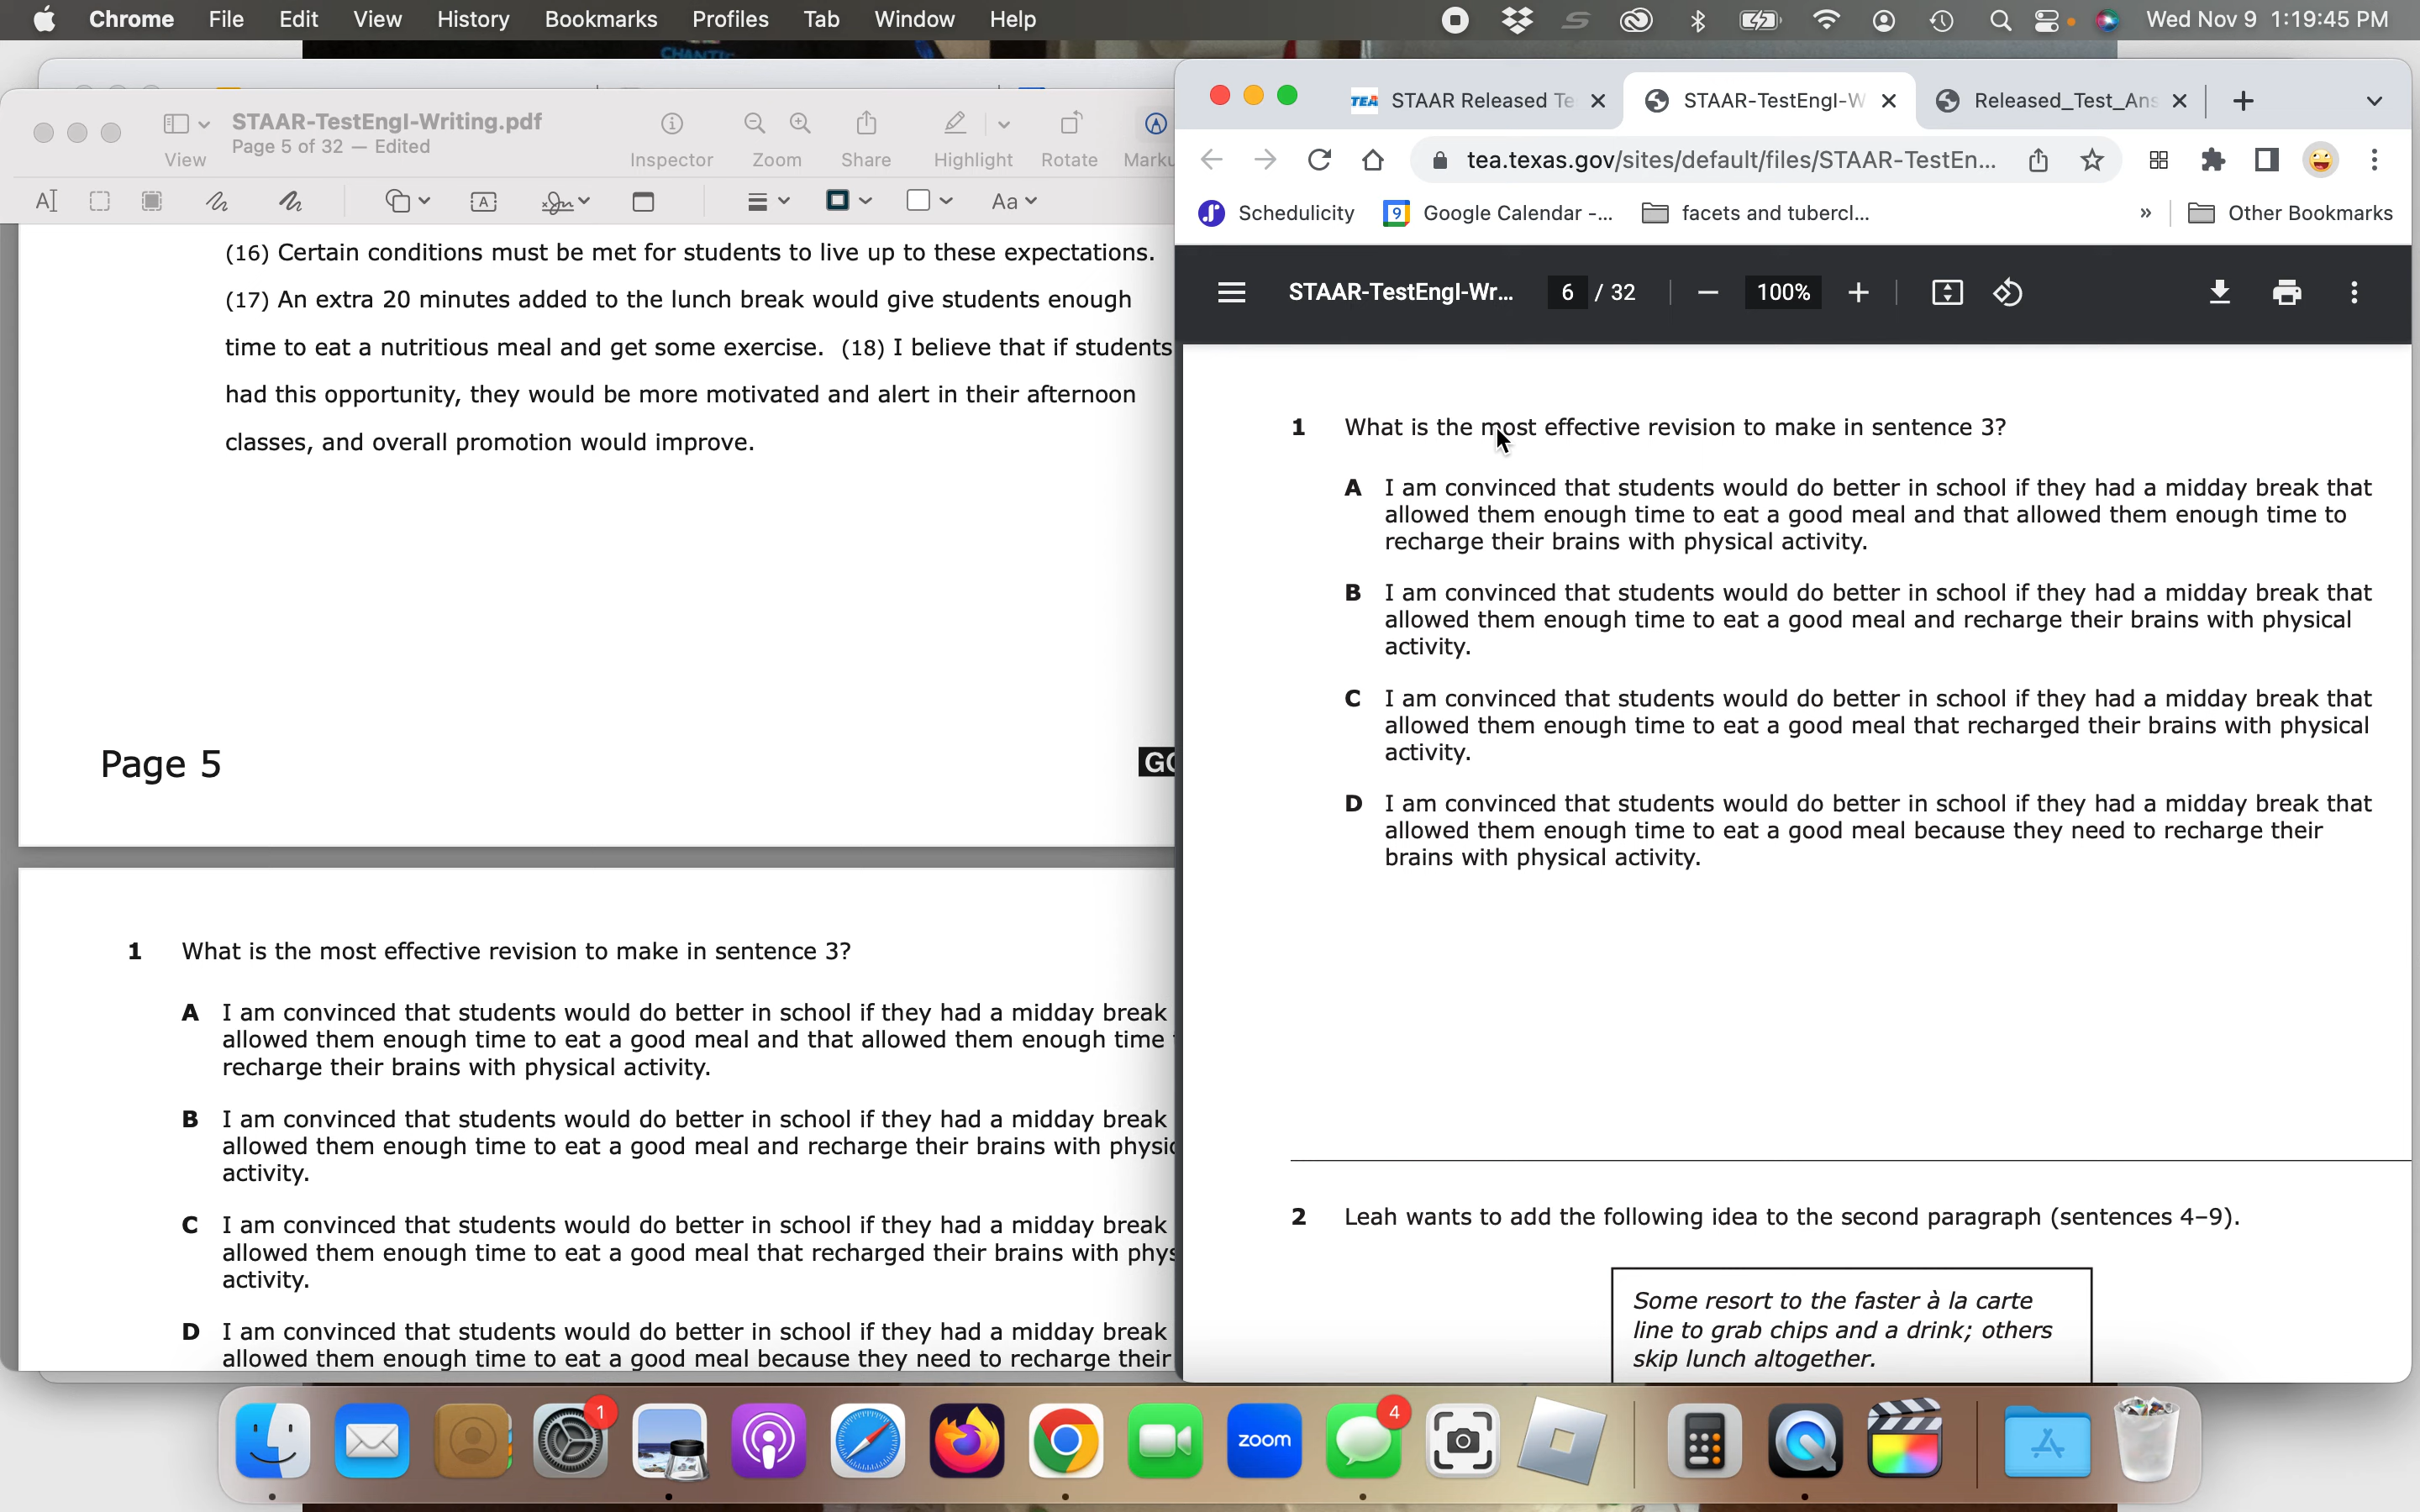 Chrome File Edit View History Bookmarks Profiles Tab Window Help
Wed Nov 9 1:19:45 PM
STAAR-TestEngl-Writing.pdf
Page 5 of 32 — Edited
View Inspector Zoom Share Highlight Rotate
Aa
(16) Certain conditions must be met for students to live up to these expectations.
(17) An extra 20 minutes added to the lunch break would give students enough
time to eat a nutritious meal and get some exercise. (18) I believe that if students
had this opportunity, they would be more motivated and alert in their afternoon
classes, and overall promotion would improve.
Page 5
1 What is the most effective revision to make in sentence 3?
A I am convinced that students would do better in school if they had a midday break
allowed them enough time to eat a good meal and that allowed them enough time
recharge their brains with physical activity.
B I am convinced that students would do better in school if they had a midday break
allowed them enough time to eat a good meal and recharge their brains with
activity.
C I am convinced that students would do better in school if they had a midday break
allowed them enough time to eat a good meal that recharged their brains with
activity.
D I am convinced that students would do better in school if they had a midday break
allowed them enough time to eat a good meal because they need to recharge their
TEA STAAR Released Te
STAAR-TestEngl-W
Released_Test_Ans
tea.texas.gov/sites/default/files/STAAR-TestEn...
Schedulicity
9 Google Calendar -...
facets and tubercl...
» Other Bookmarks
STAAR-TestEngl-Wr... 6 / 32 — 100% +
1 What is the most effective revision to make in sentence 3?
A I am convinced that students would do better in school if they had a midday break that
allowed them enough time to eat a good meal and that allowed them enough time to
recharge their brains with physical activity.
B I am convinced that students would do better in school if they had a midday break that
allowed them enough time to eat a good meal and recharge their brains with physical
activity.
C I am convinced that students would do better in school if they had a midday break that
allowed them enough time to eat a good meal that recharged their brains with physical
activity.
D I am convinced that students would do better in school if they had a midday break that
allowed them enough time to eat a good meal because they need to recharge their
brains with physical activity.
2 Leah wants to add the following idea to the second paragraph (sentences 4–9).
Some resort to the faster à la carte
line to grab chips and a drink; others
skip lunch altogether.
1
zoom
4